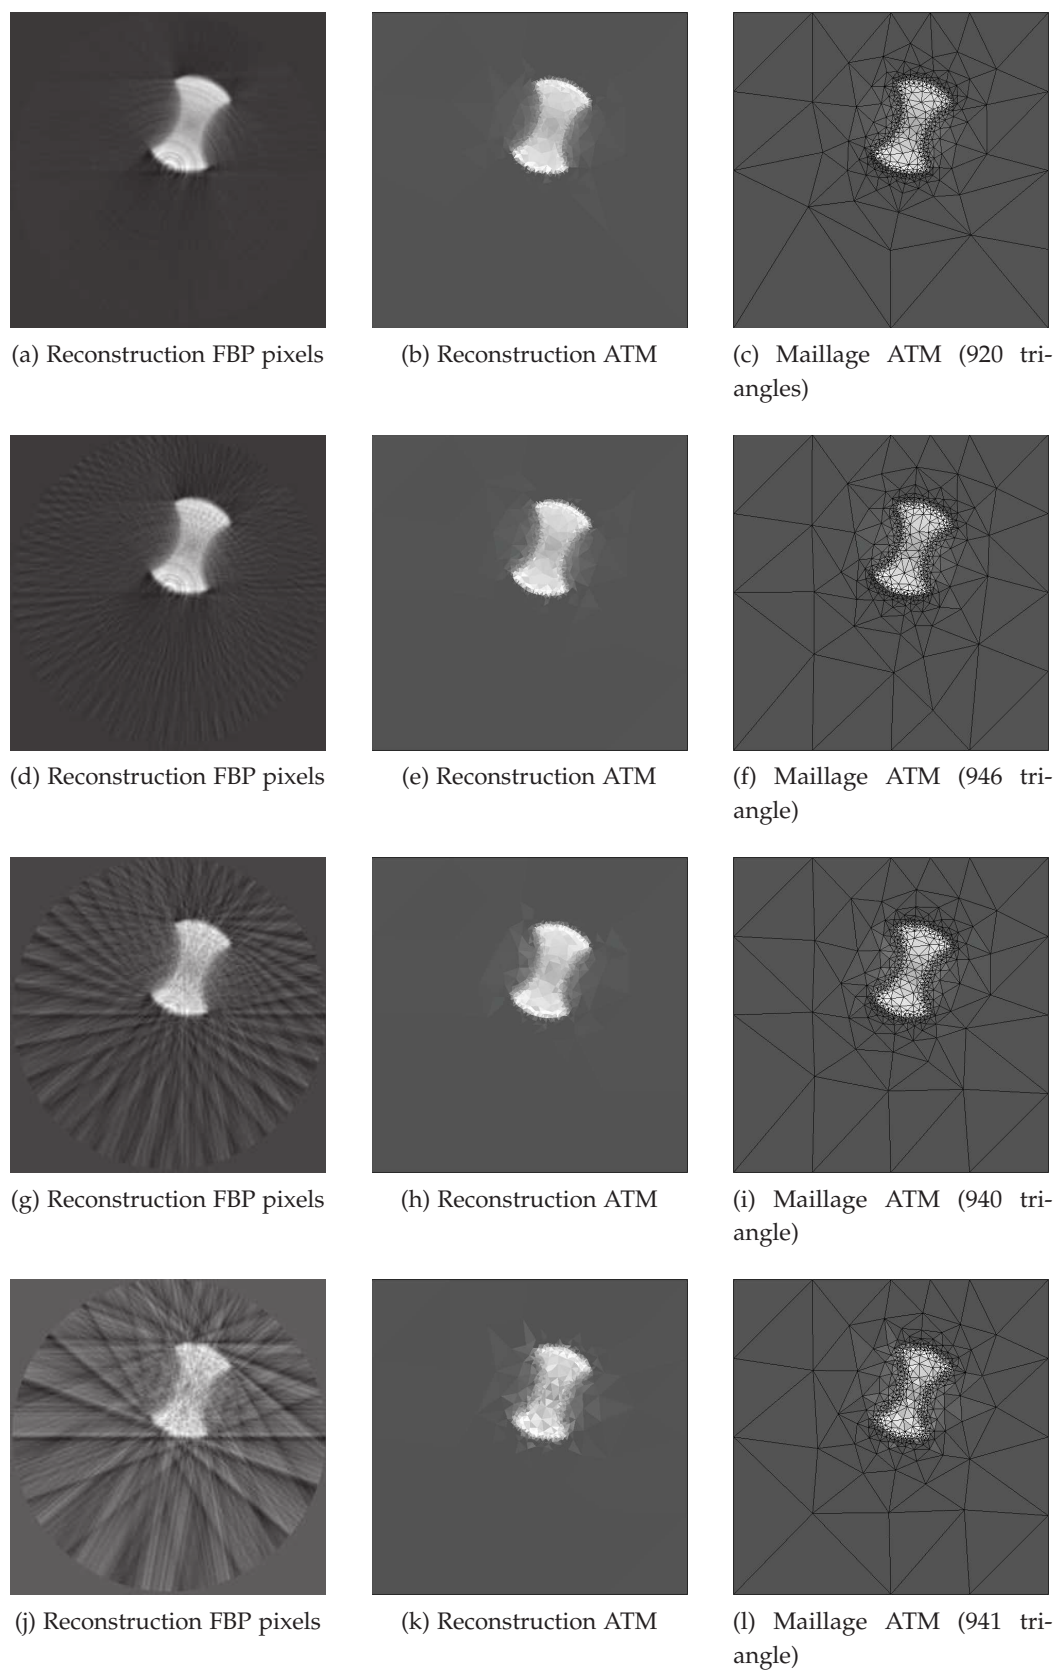 (a) Reconstruction FBP pixels
(b) Reconstruction ATM
(c) Maillage ATM (920 tri-
angles)
(d) Reconstruction FBP pixels
(e) Reconstruction ATM
(f) Maillage ATM (946 tri-
angle)
(g) Reconstruction FBP pixels
(h) Reconstruction ATM
(i) Maillage ATM (940 tri-
angle)
(j) Reconstruction FBP pixels
(k) Reconstruction ATM
(l) Maillage ATM (941 tri-
angle)